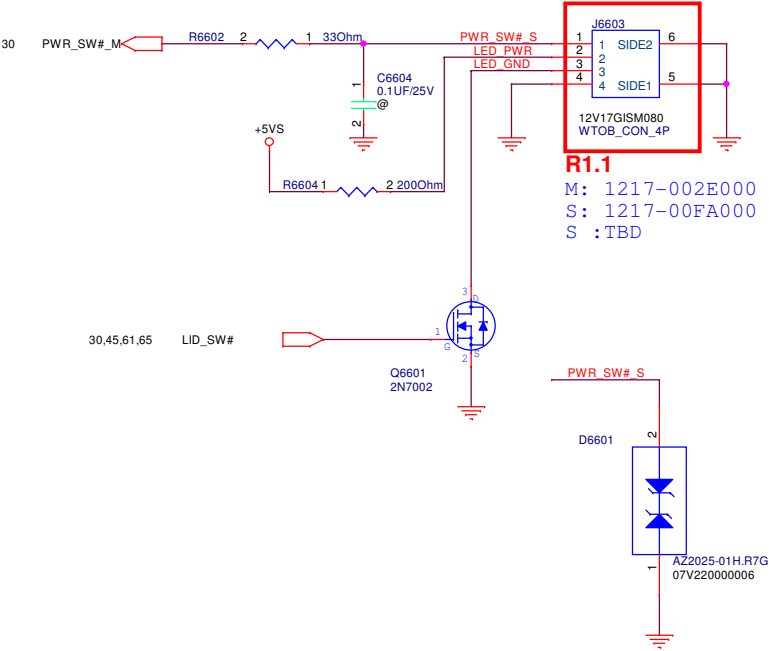 J6603
30 PWR_SW#_M R6602 2 1 33Ohm PWR_SW#_S 1 1 SIDE2 6
LED_PWR 2 2
LED_GND 3 3
4 4 SIDE1 5
1 C6604
0.1UF/25V
@
2
12V17GISM080
WTOB_CON_4P
+5VS
R1.1
R6604 1 2 200Ohm
M: 1217-002E000
S: 1217-00FA000
S :TBD
3 D
30,45,61,65 LID_SW# 1 G
2 S
Q6601
2N7002
PWR_SW#_S
D6601
2
1
AZ2025-01H.R7G
07V220000006